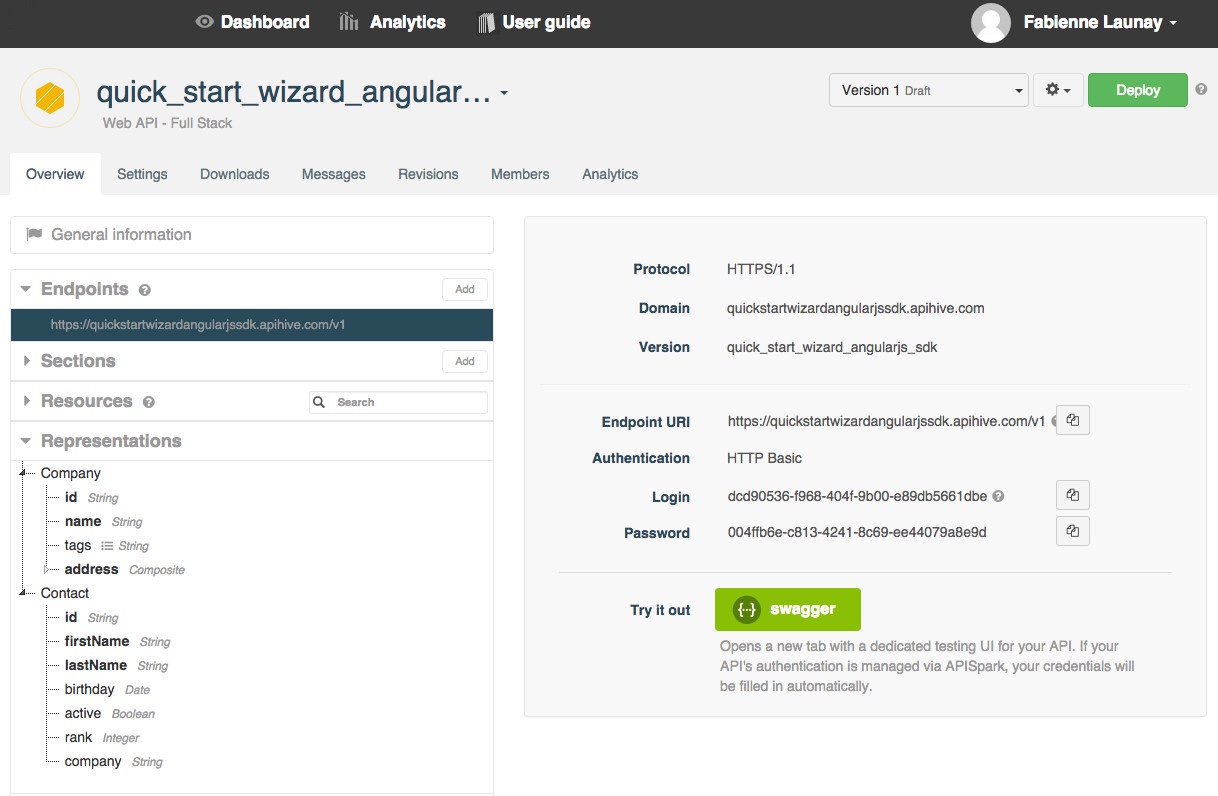 Dashboard Analytics User guide Fabienne Launay
quick_start_wizard_angular...
Web API - Full Stack
Version 1 Draft
Deploy
Overview Settings Downloads Messages Revisions Members Analytics
General information
Endpoints Add
https://quickstartwizardangularjssdk.apihive.com/v1
Sections Add
Resources Search
Representations
Company
id String
name String
tags String
address Composite
Contact
id String
firstName String
lastName String
birthday Date
active Boolean
rank Integer
company String
Protocol HTTPS/1.1
Domain quickstartwizardangularjssdk.apihive.com
Version quick_start_wizard_angularjs_sdk
Endpoint URI https://quickstartwizardangularjssdk.apihive.com/v1
Authentication HTTP Basic
Login dcd90536-f968-404f-9b00-e89db5661dbe
Password 004ffb6e-c813-4241-8c69-ee44079a8e9d
Try it out {··} swagger
Opens a new tab with a dedicated testing UI for your API. If your
API's authentication is managed via APISpark, your credentials will
be filled in automatically.